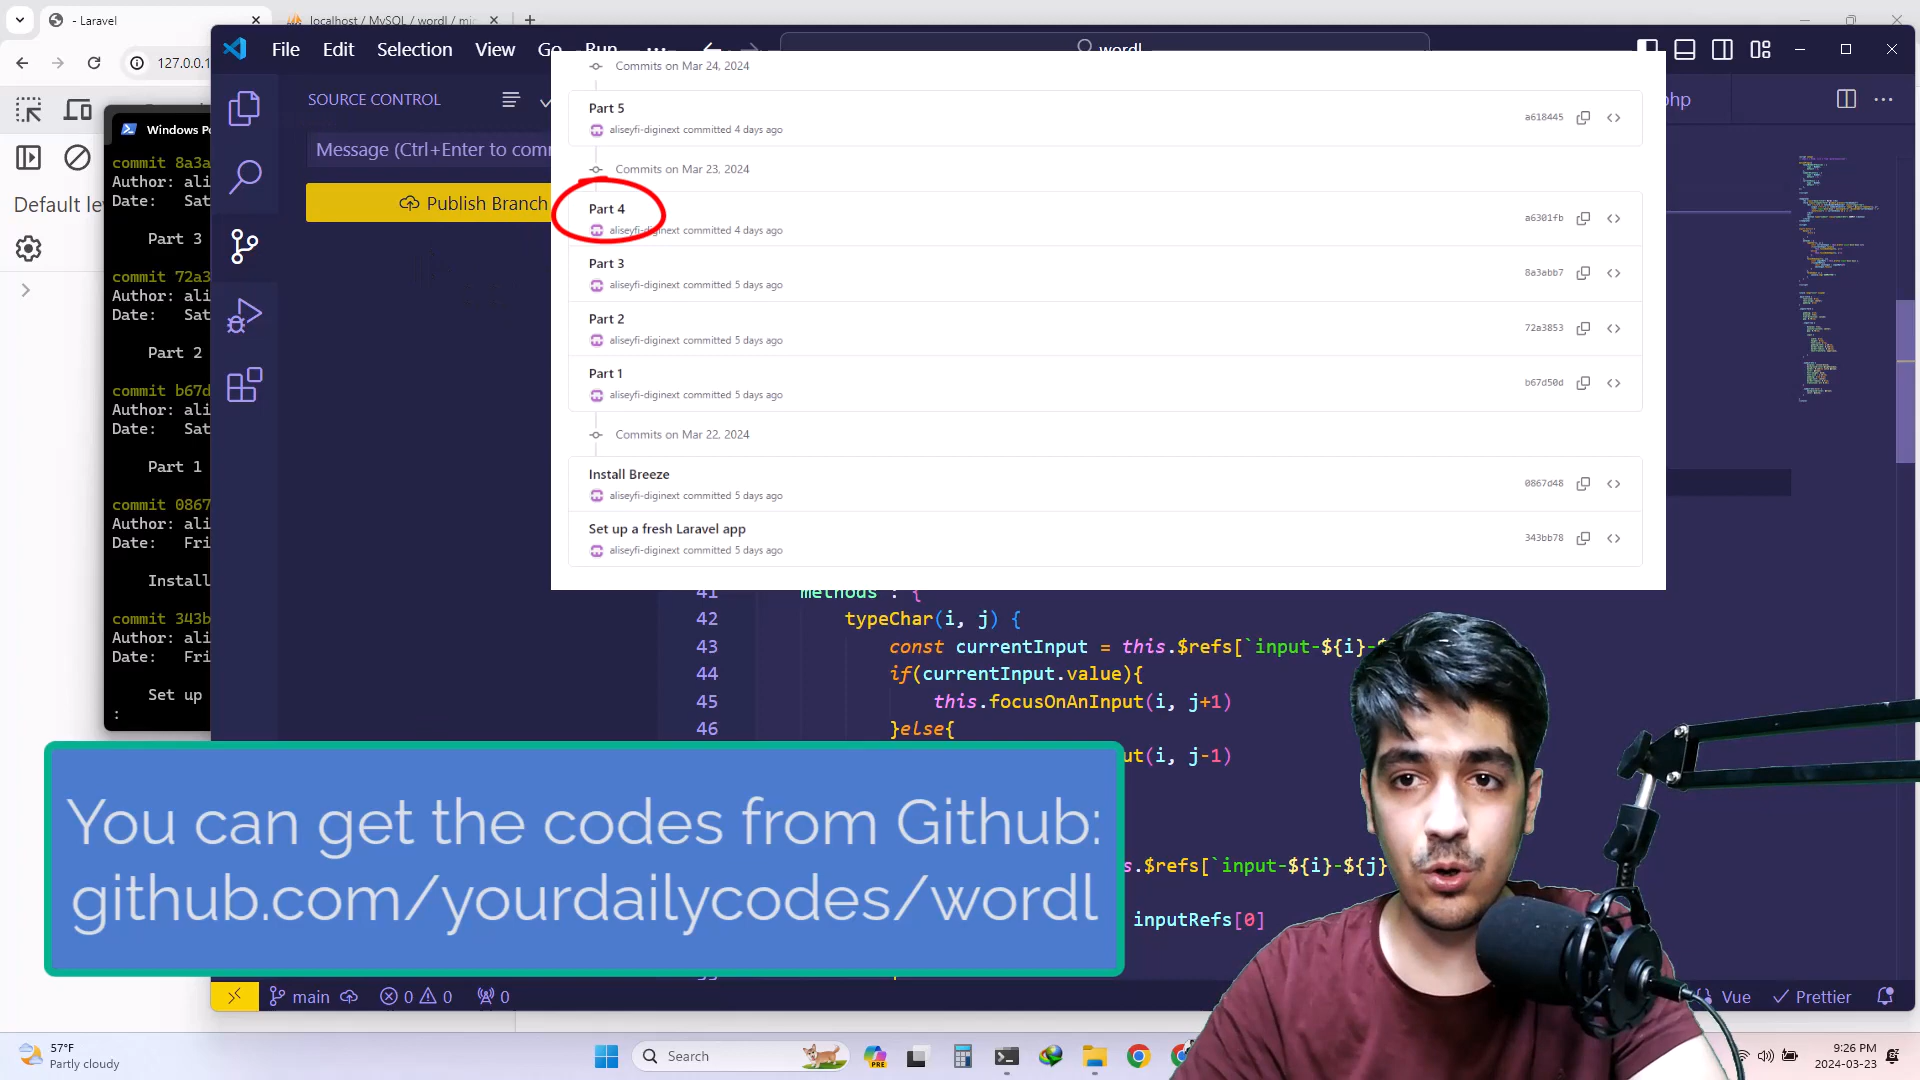 - Laravel
localhost / MySQL / wordl /
127.0.0.1
File Edit Selection View Go Run ...
wordl
SOURCE CONTROL
Message (Ctrl+Enter to com
Publish Branch
Default le
Windows Po
commit 8a3a
Author: ali
Date: Sat
Part 3
commit 72a3
Author: ali
Date: Sat
Part 2
commit b67d
Author: ali
Date: Sat
Part 1
commit 0867
Author: ali
Date: Fri
Install
commit 343b
Author: ali
Date: Fri
Set up
:
Commits on Mar 24, 2024
Part 5
aliseyfi-diginext committed 4 days ago
a618445
Commits on Mar 23, 2024
Part 4
aliseyfi-diginext committed 4 days ago
a6301fb
Part 3
aliseyfi-diginext committed 5 days ago
8a3abb7
Part 2
aliseyfi-diginext committed 5 days ago
72a3853
Part 1
aliseyfi-diginext committed 5 days ago
b67d50d
Commits on Mar 22, 2024
Install Breeze
aliseyfi-diginext committed 5 days ago
0867d48
Set up a fresh Laravel app
aliseyfi-diginext committed 5 days ago
343bb78
hp
41 methods : {
42 typeChar(i, j) {
43 const currentInput = this.$refs[`input-${i}-
44 if(currentInput.value){
45 this.focusOnAnInput(i, j+1)
46 }else{
ut(i, j-1)
s.$refs[`input-${i}-${j}
inputRefs[0]
You can get the codes from Github:
github.com/yourdailycodes/wordl
main 0 0 0
Vue Prettier
57°F
Partly cloudy
Search
PRE
9:26 PM
2024-03-23